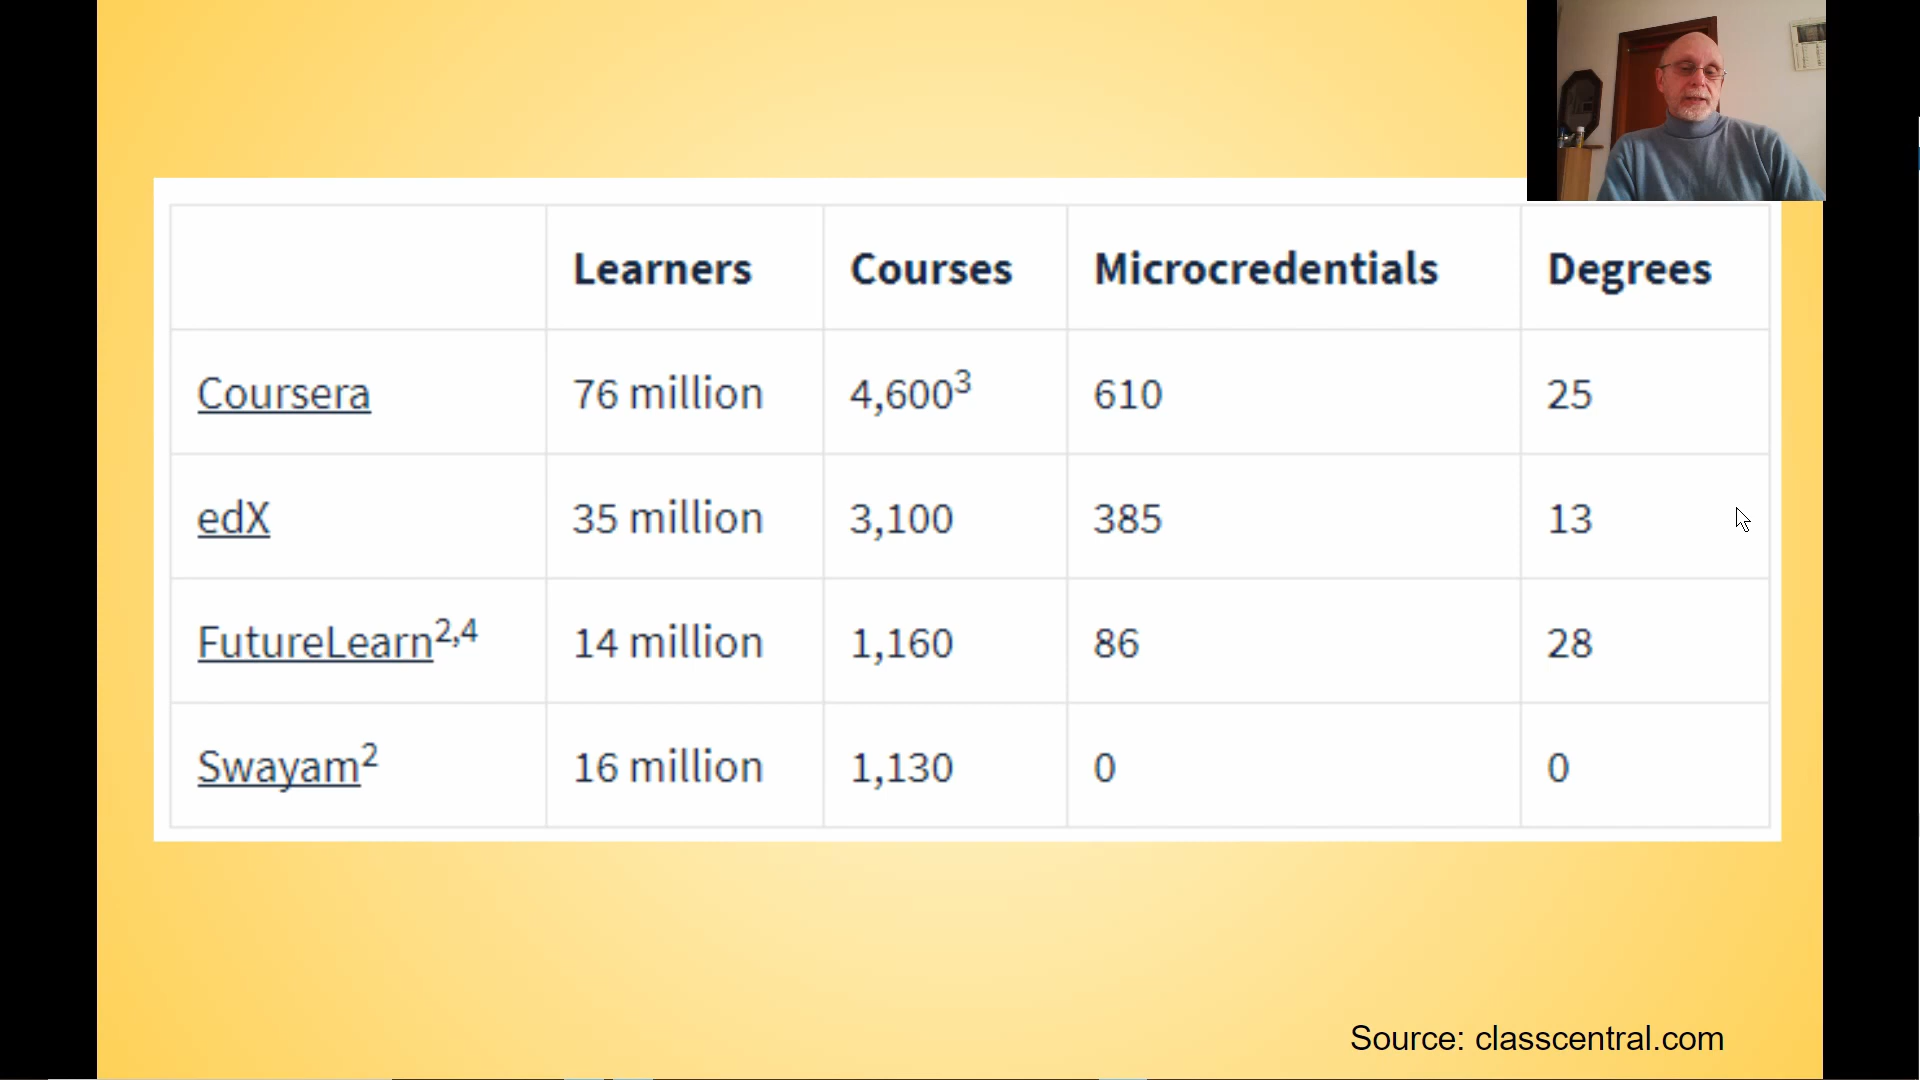 Learners Courses Microcredentials Degrees
Coursera 76 million 4,600³ 610 25
edX 35 million 3,100 385 13
FutureLearn²,⁴ 14 million 1,160 86 28
Swayam² 16 million 1,130 0 0
Source: classcentral.com